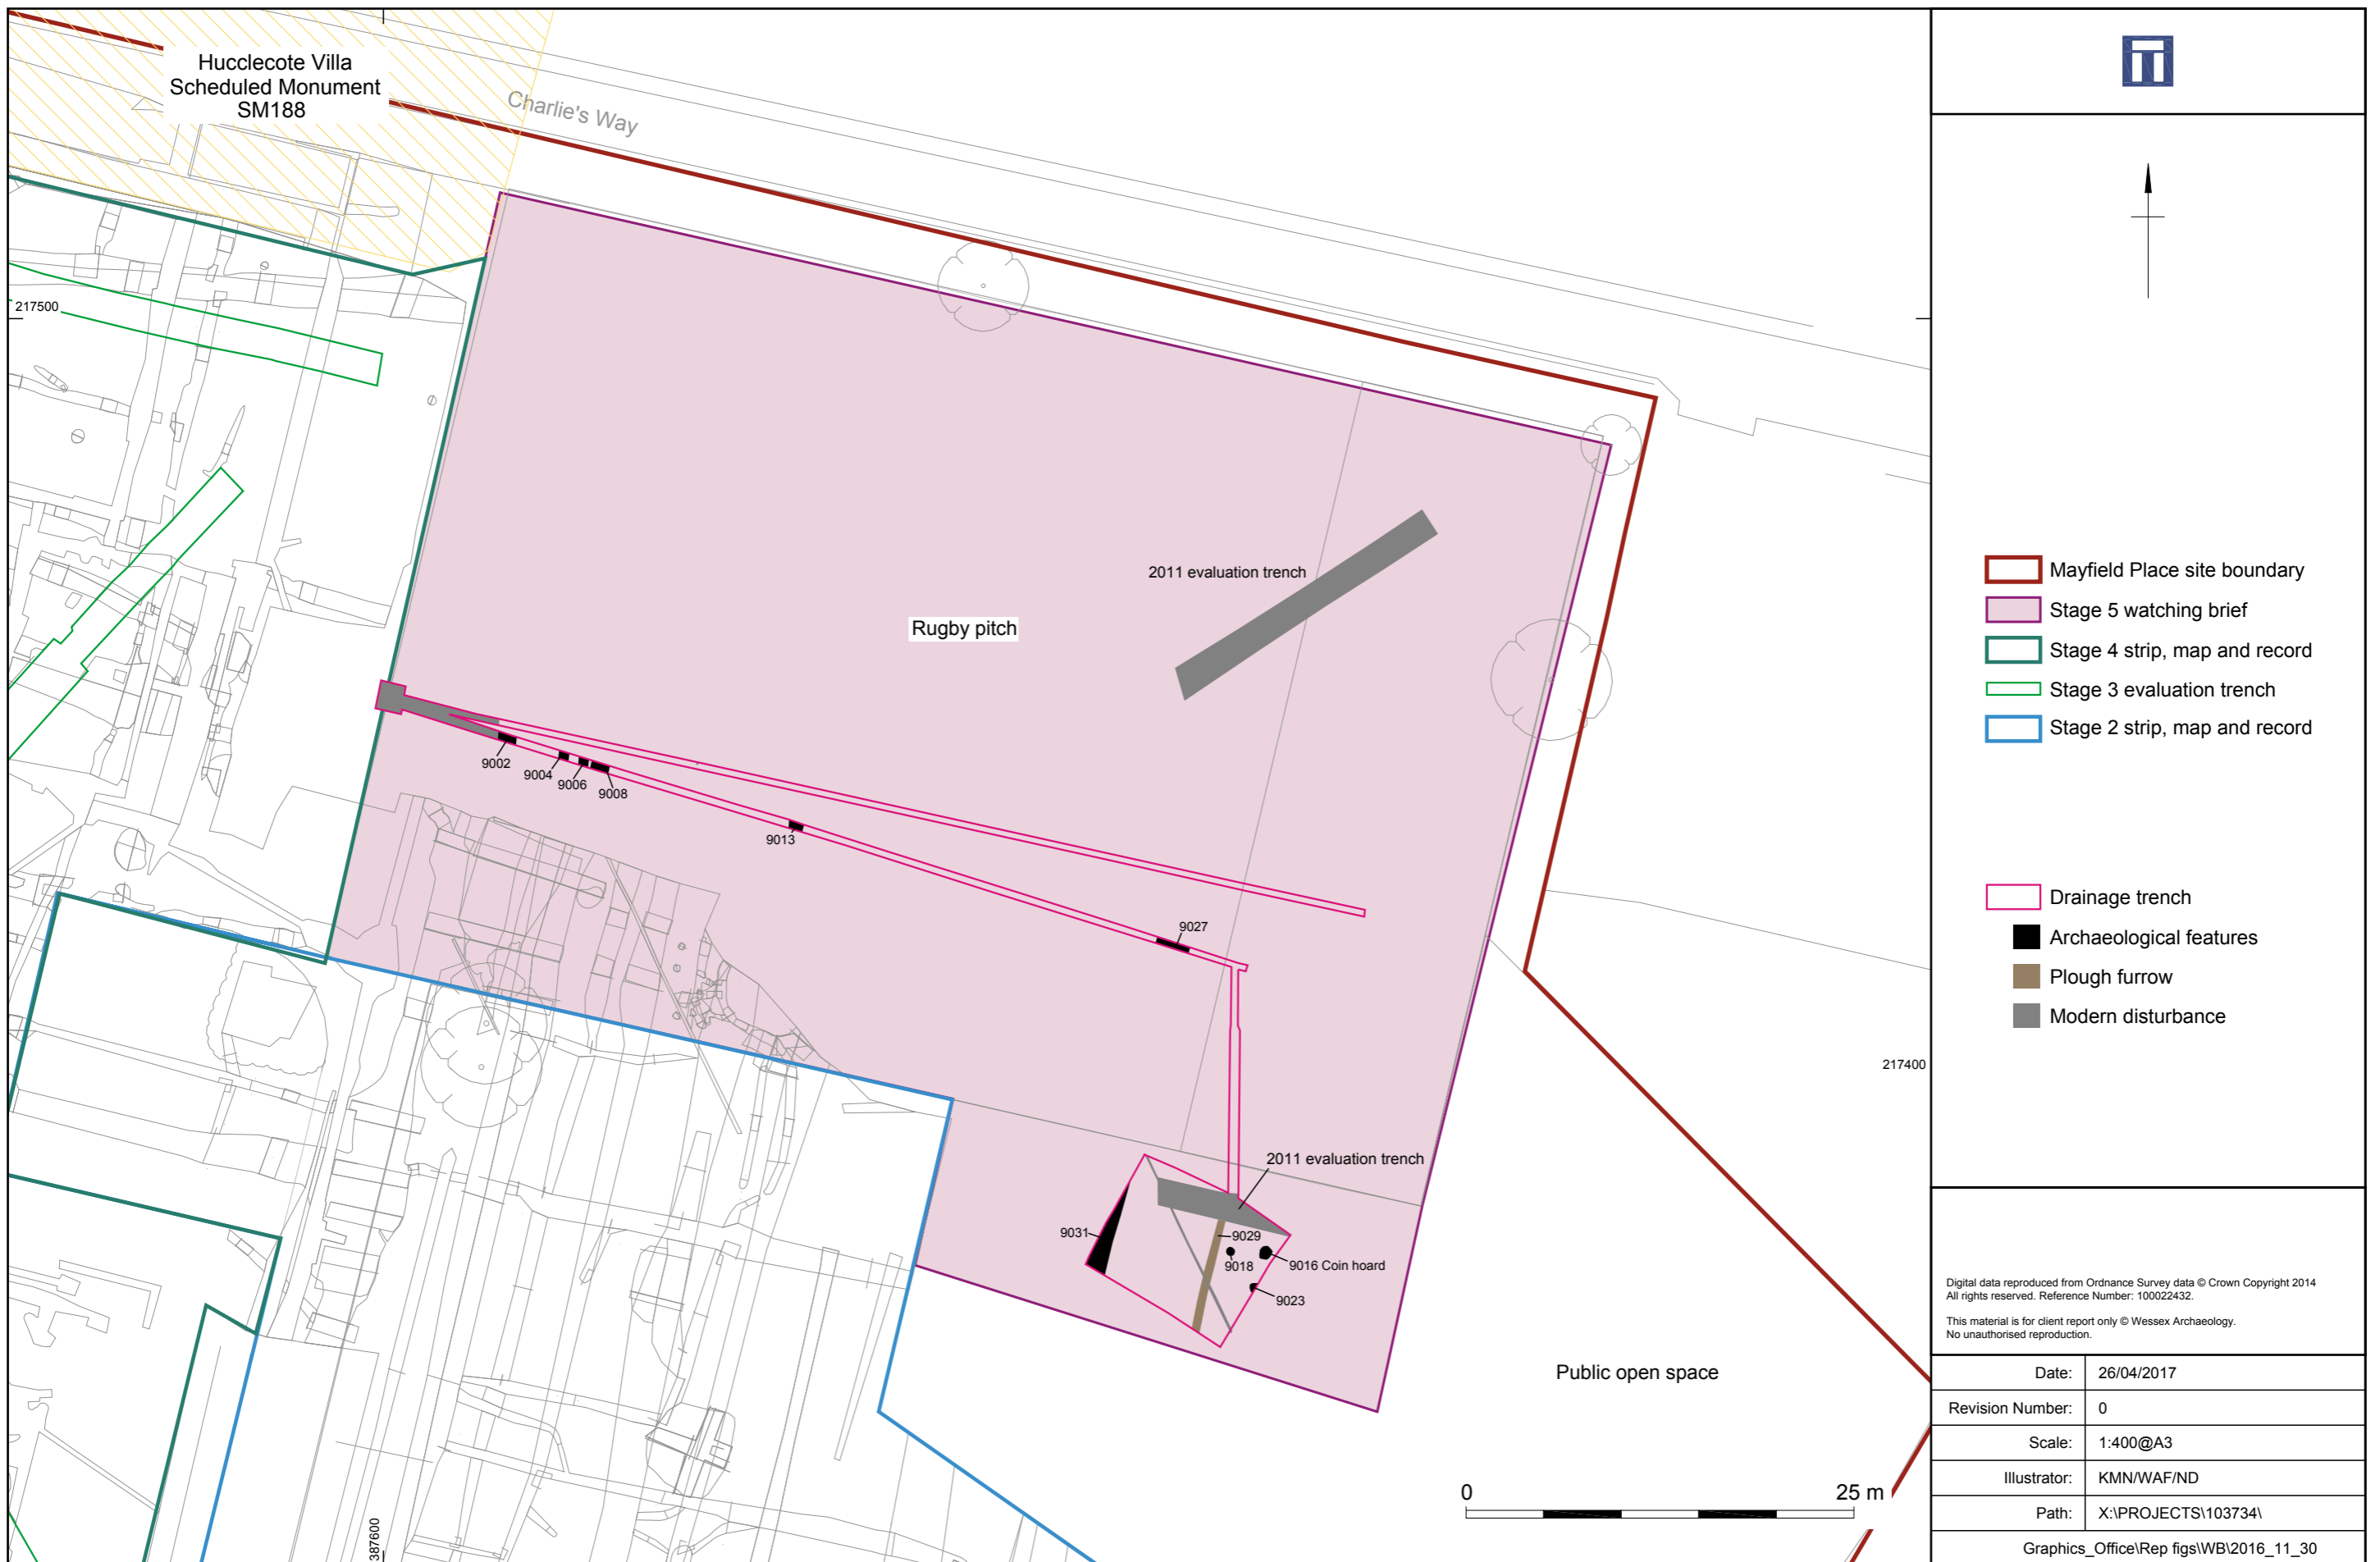 Hucclecote Villa
Scheduled Monument
SM188
Charlie's Way
217500
2011 evaluation trench
Rugby pitch
9002
9004
9006
9008
9013
9027
217400
2011 evaluation trench
9031
9029
9018
9016 Coin hoard
9023
Public open space
0 25 m
387600
Mayfield Place site boundary
Stage 5 watching brief
Stage 4 strip, map and record
Stage 3 evaluation trench
Stage 2 strip, map and record
Drainage trench
Archaeological features
Plough furrow
Modern disturbance
Digital data reproduced from Ordnance Survey data © Crown Copyright 2014
All rights reserved. Reference Number: 100022432.
This material is for client report only © Wessex Archaeology.
No unauthorised reproduction.
Date: 26/04/2017
Revision Number: 0
Scale: 1:400@A3
Illustrator: KMN/WAF/ND
Path: X:\PROJECTS\103734\
Graphics_Office\Rep figs\WB\2016_11_30